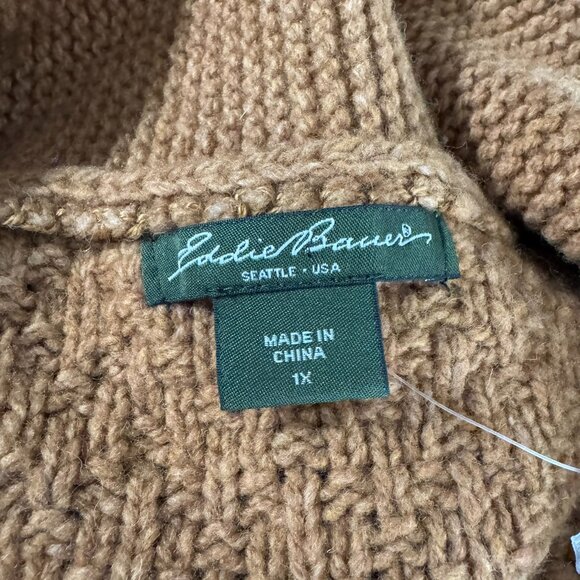 Eddie Bauer®
SEATTLE · USA
MADE IN
CHINA
1X